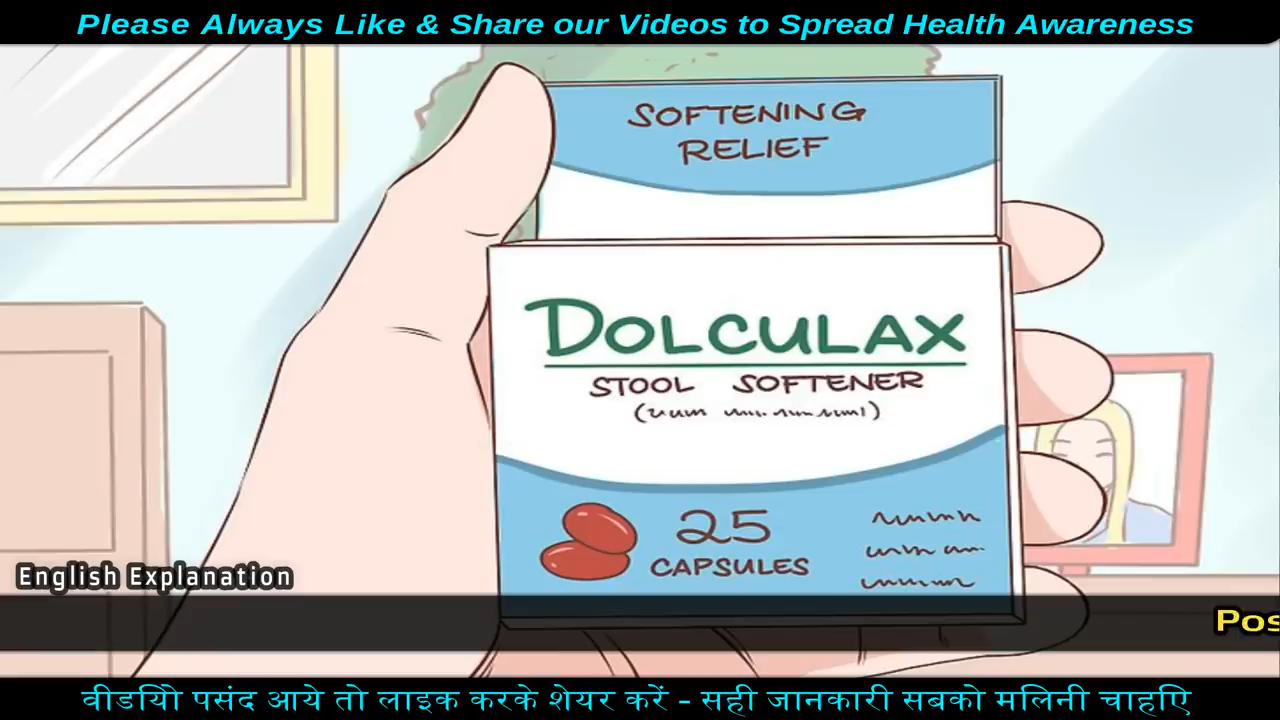 Please Always Like & Share our Videos to Spread Health Awareness
SOFTENING
RELIEF
DOLCULAX
STOOL SOFTENER
25
CAPSULES
English Explanation
वीडियो पसंद आये तो लाइक करके शेयर करें - सही जानकारी सबको मिलनी चाहिए